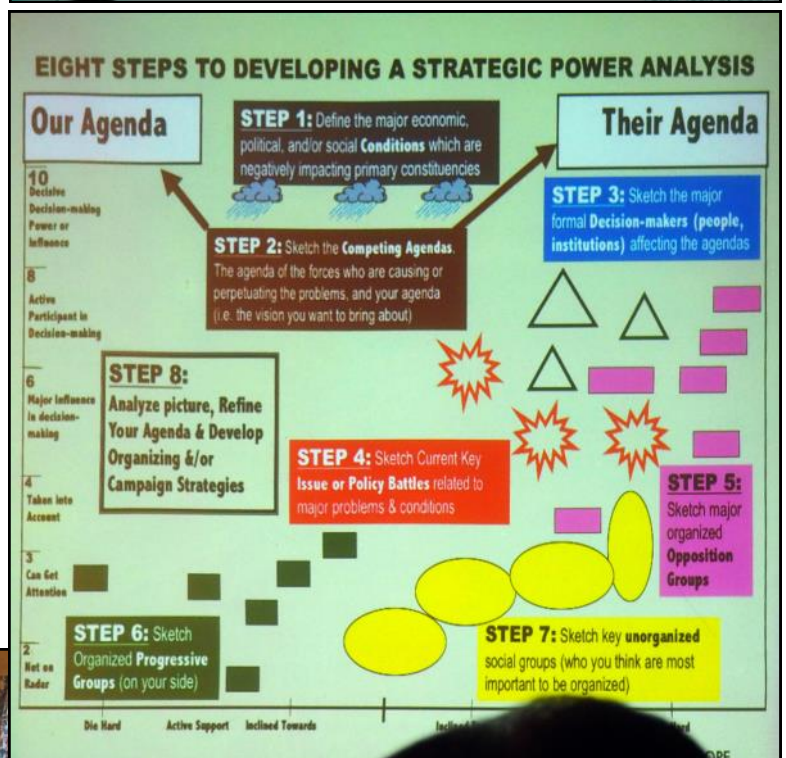 EIGHT STEPS TO DEVELOPING A STRATEGIC POWER ANALYSIS
Our Agenda
STEP 1: Define the major economic,
political, and/or social Conditions which are
negatively impacting primary constituencies
Their Agenda
10
Decisive
Decision-making
Power or
Influence
STEP 3: Sketch the major
formal Decision-makers (people,
institutions) affecting the agendas
STEP 2: Sketch the Competing Agendas.
The agenda of the forces who are causing or
perpetuating the problems, and your agenda
(i.e. the vision you want to bring about)
8
Active
Participant in
Decision-making
6
Major Influence
in decision-
making
STEP 8:
Analyze picture, Refine
Your Agenda & Develop
Organizing &/or
Campaign Strategies
STEP 4: Sketch Current Key
Issue or Policy Battles related to
major problems & conditions
4
Taken into
Account
STEP 5:
Sketch major
organized
Opposition
Groups
3
Can Get
Attention
STEP 6: Sketch
Organized Progressive
Groups (on your side)
STEP 7: Sketch key unorganized
social groups (who you think are most
important to be organized)
2
Not on
Radar
Die Hard
Active Support
Inclined Towards